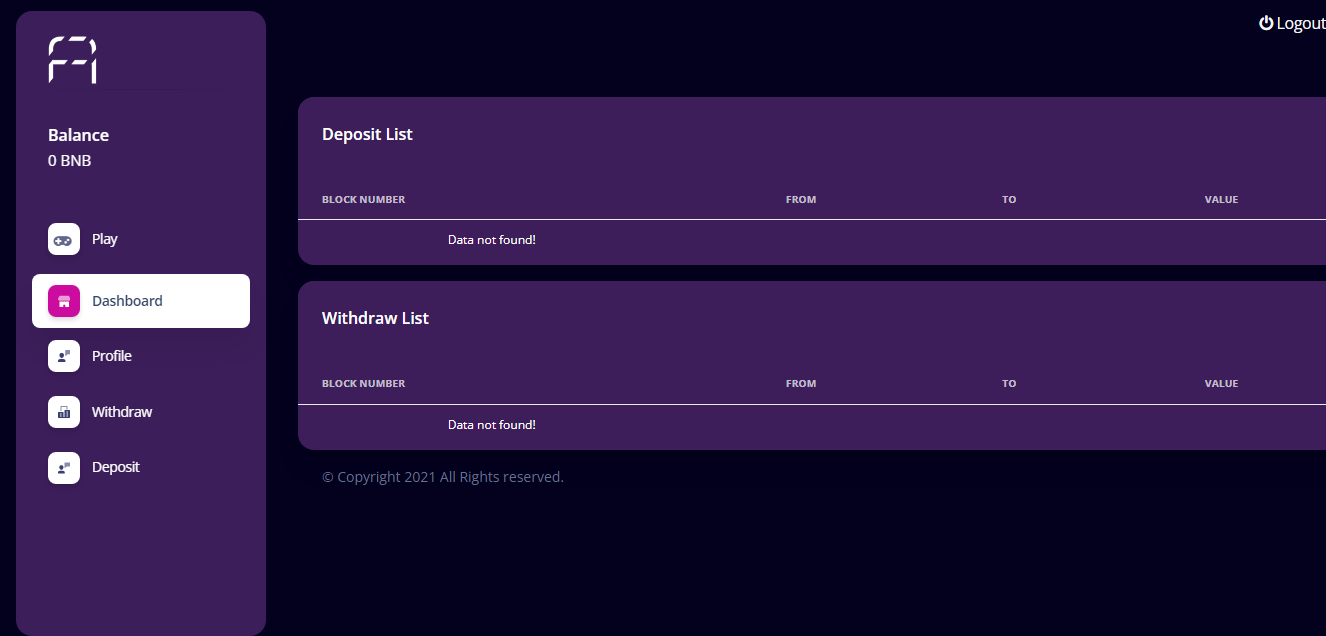 Logout
Balance
0 BNB
Play
Dashboard
Profile
Withdraw
Deposit
Deposit List
BLOCK NUMBER FROM TO VALUE
Data not found!
Withdraw List
BLOCK NUMBER FROM TO VALUE
Data not found!
© Copyright 2021 All Rights reserved.